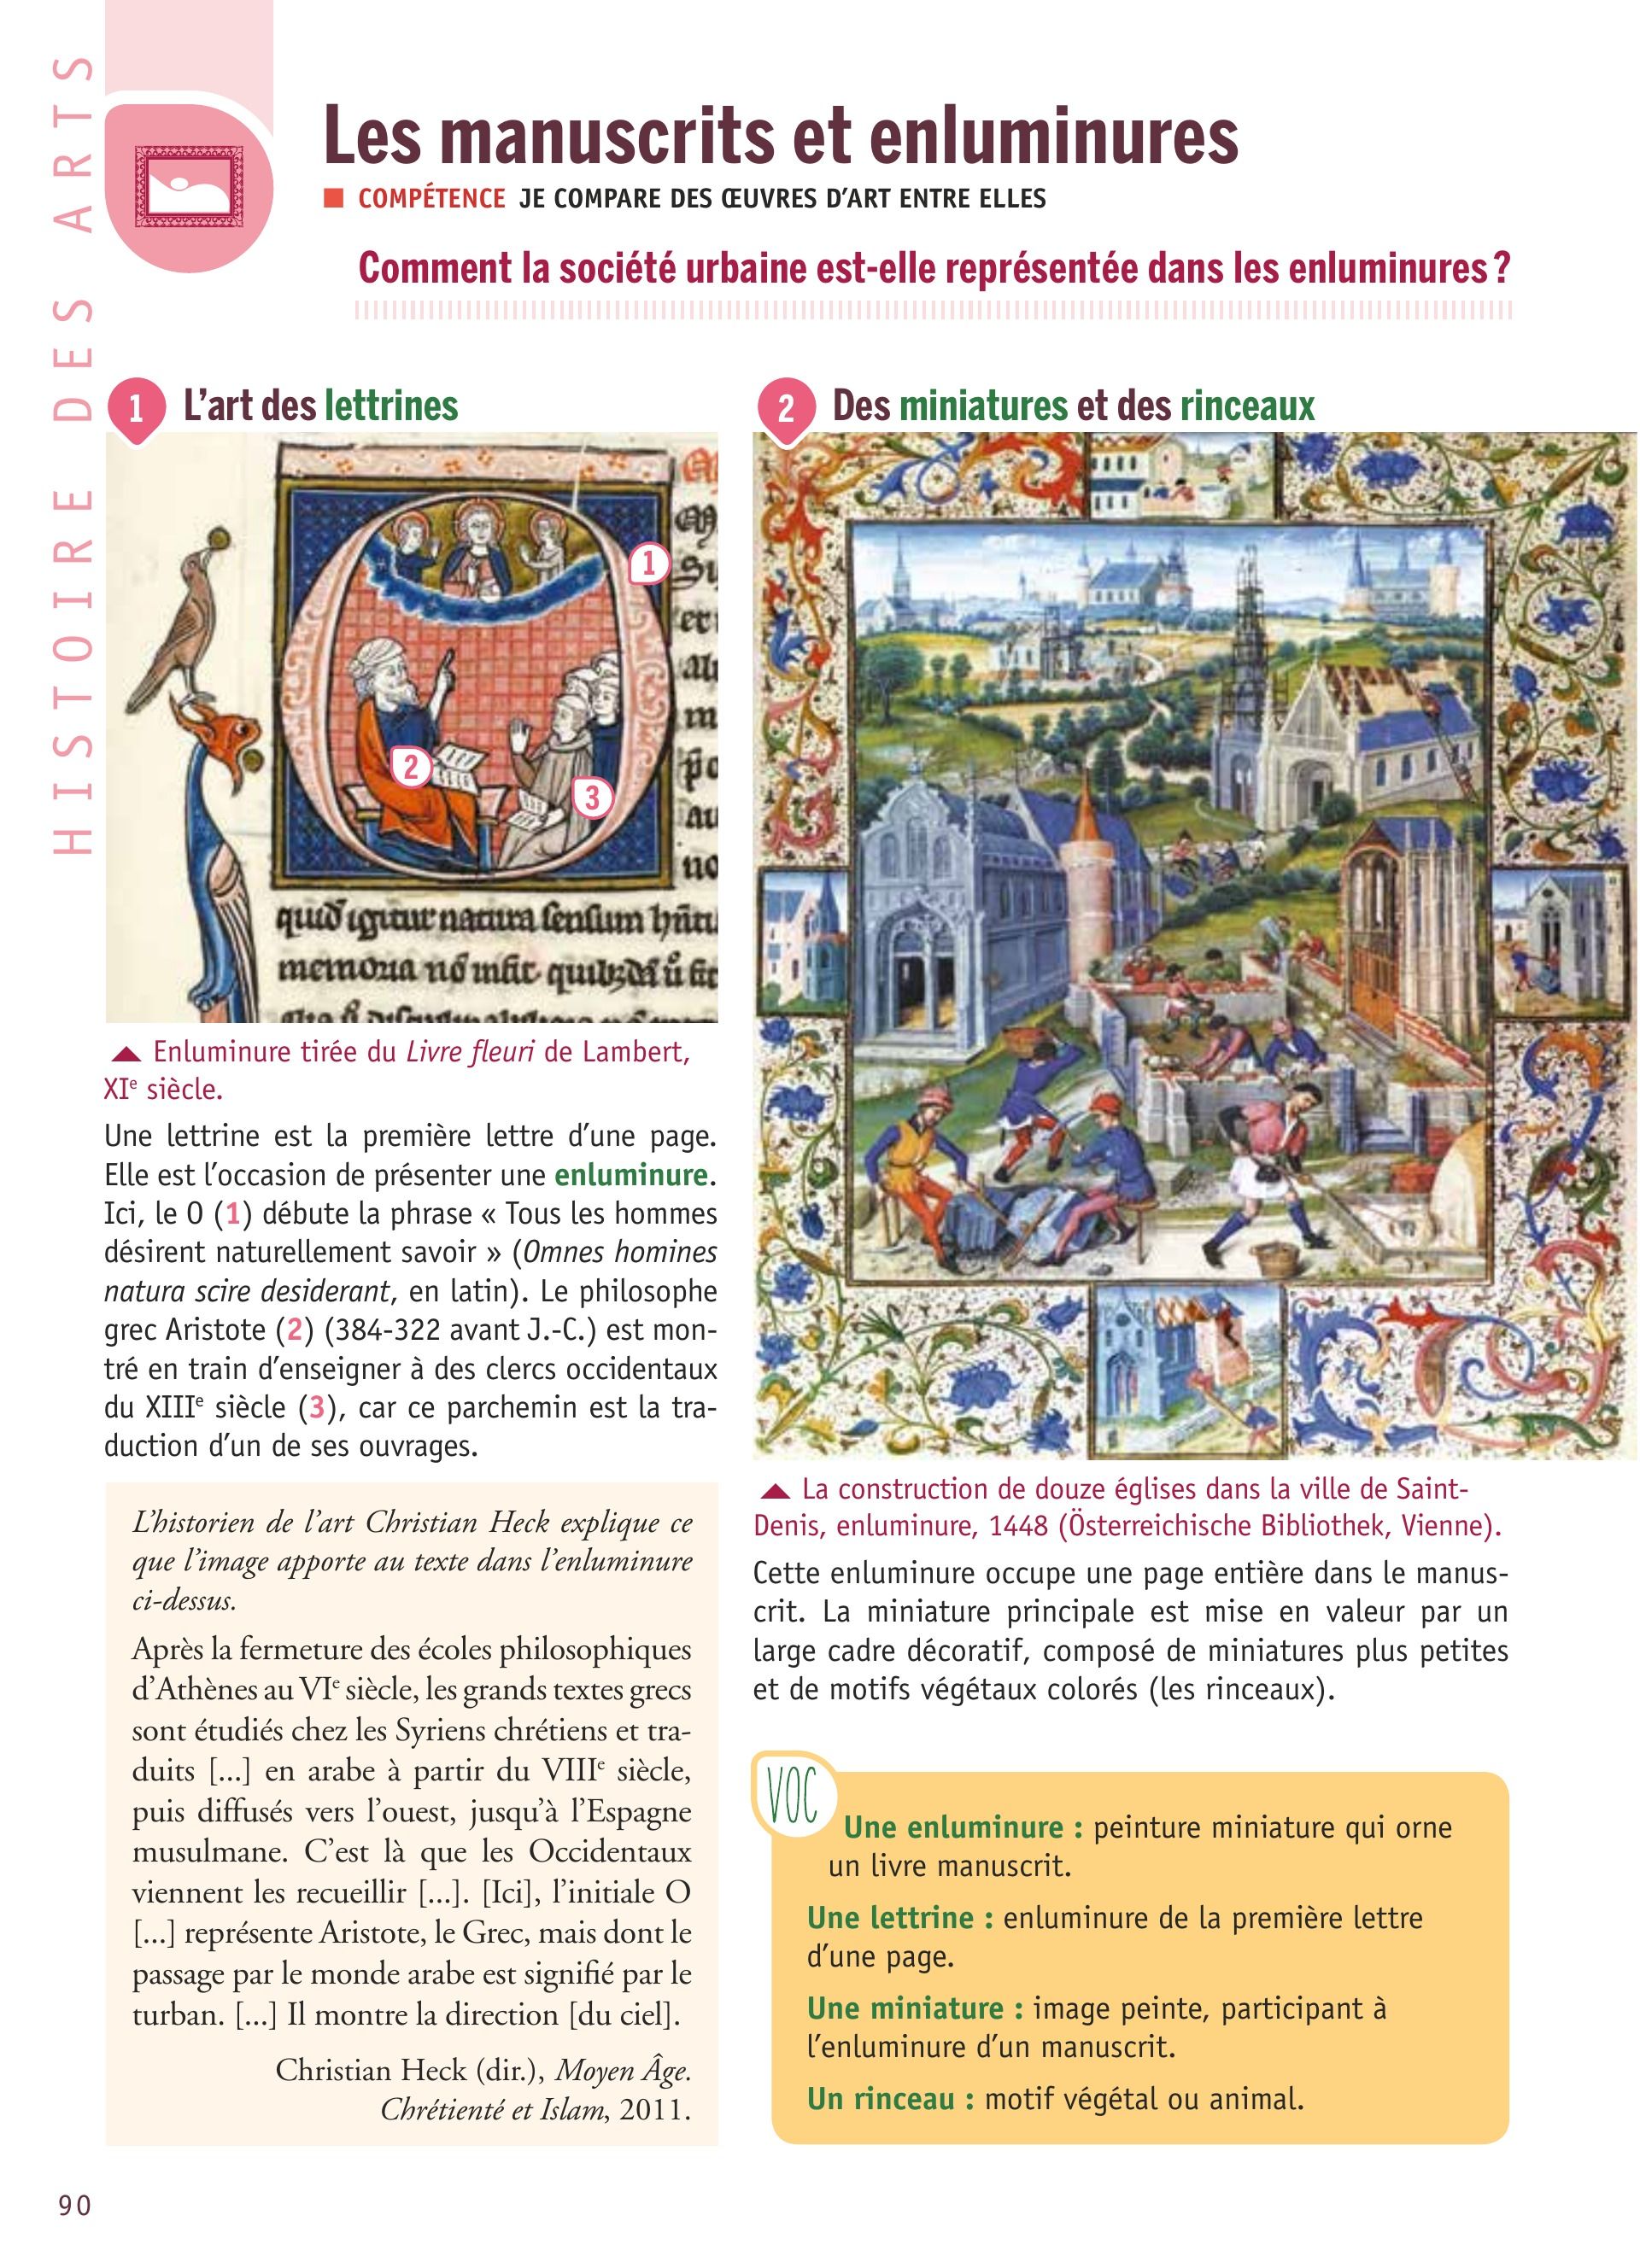 HISTOIRE DES ARTS
Les manuscrits et enluminures
■ COMPÉTENCE JE COMPARE DES ŒUVRES D'ART ENTRE ELLES
Comment la société urbaine est-elle représentée dans les enluminures ?
1 L'art des lettrines
1
2
3
quid igitur natura sensum
memoria
▲ Enluminure tirée du Livre fleuri de Lambert,
XIe siècle.
Une lettrine est la première lettre d'une page.
Elle est l'occasion de présenter une enluminure.
Ici, le O (1) débute la phrase « Tous les hommes
désirent naturellement savoir » (Omnes homines
natura scire desiderant, en latin). Le philosophe
grec Aristote (2) (384-322 avant J.-C.) est mon-
tré en train d'enseigner à des clercs occidentaux
du XIIIe siècle (3), car ce parchemin est la tra-
duction d'un de ses ouvrages.
L'historien de l'art Christian Heck explique ce
que l'image apporte au texte dans l'enluminure
ci-dessus.
Après la fermeture des écoles philosophiques
d'Athènes au VIe siècle, les grands textes grecs
sont étudiés chez les Syriens chrétiens et tra-
duits [...] en arabe à partir du VIIIe siècle,
puis diffusés vers l'ouest, jusqu'à l'Espagne
musulmane. C'est là que les Occidentaux
viennent les recueillir [...]. [Ici], l'initiale O
[...] représente Aristote, le Grec, mais dont le
passage par le monde arabe est signifié par le
turban. [...] Il montre la direction [du ciel].
Christian Heck (dir.), Moyen Âge.
Chrétienté et Islam, 2011.
2 Des miniatures et des rinceaux
▲ La construction de douze églises dans la ville de Saint-
Denis, enluminure, 1448 (Österreichische Bibliothek, Vienne).
Cette enluminure occupe une page entière dans le manus-
crit. La miniature principale est mise en valeur par un
large cadre décoratif, composé de miniatures plus petites
et de motifs végétaux colorés (les rinceaux).
VOC
Une enluminure : peinture miniature qui orne
un livre manuscrit.
Une lettrine : enluminure de la première lettre
d'une page.
Une miniature : image peinte, participant à
l'enluminure d'un manuscrit.
Un rinceau : motif végétal ou animal.
90